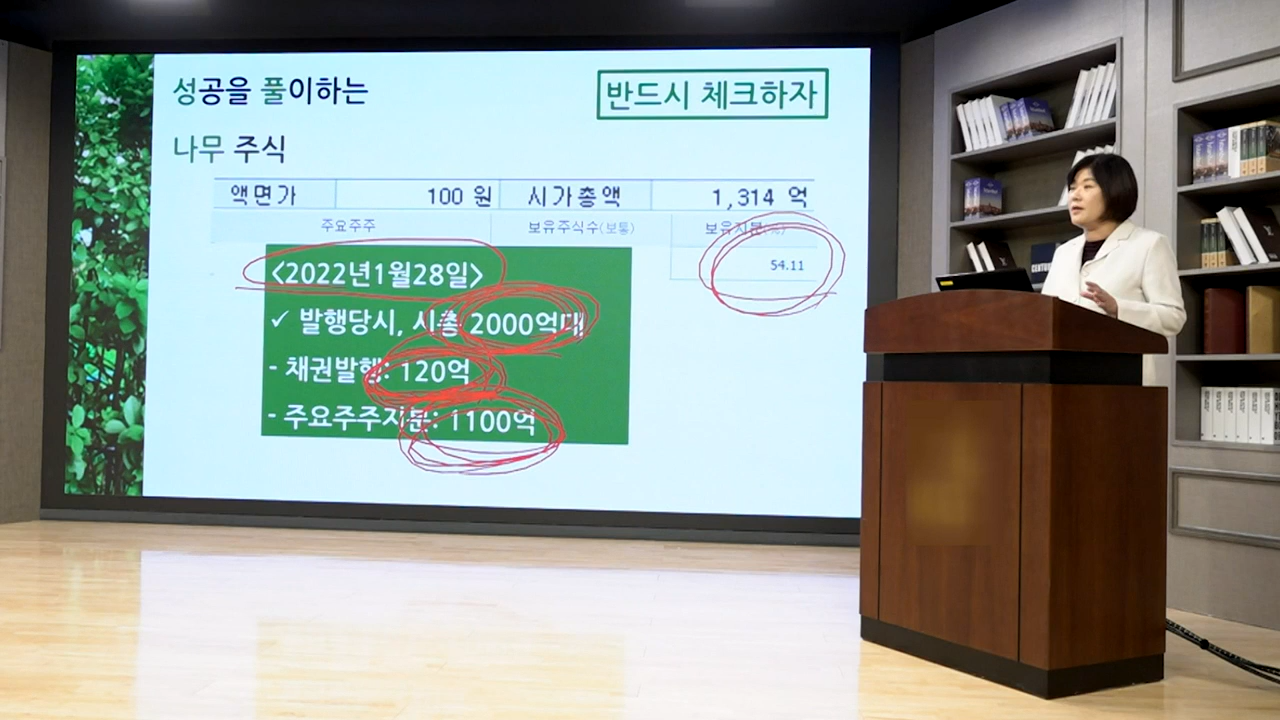 성공을 풀이하는
반드시 체크하자
나무 주식
액면가 100 원 시가총액 1,314 억
주요주주 보유주식수(보통) 보유지분(%)
54.11
<2022년1월28일>
✓ 발행당시, 시총 2000억대
- 채권발행: 120억
- 주요주주지분: 1100억